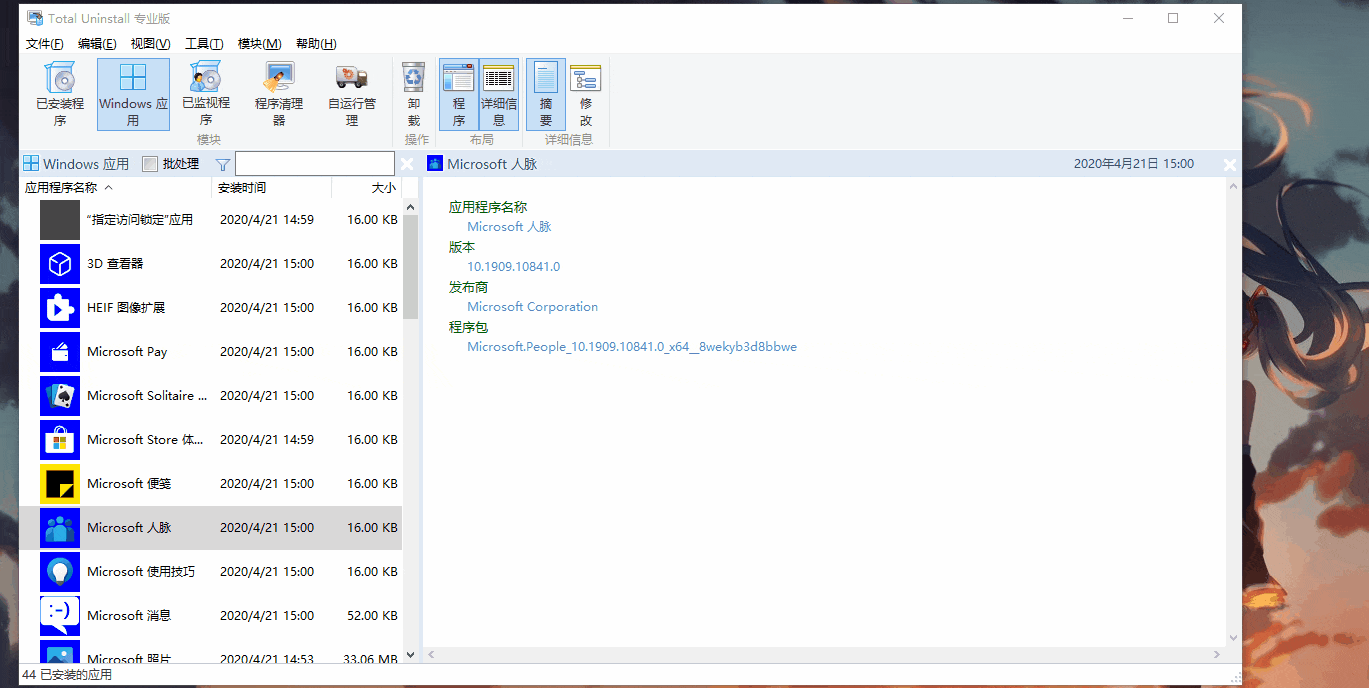 Total Uninstall 专业版
文件(F) 编辑(E) 视图(V) 工具(T) 模块(M) 帮助(H)
已安装程序
Windows 应用
已监视程序
程序清理器
自运行管理
模块
卸载
操作
程序
详细信息
布局
摘要
修改
详细信息
Windows 应用 批处理
应用程序名称 安装时间 大小
“指定访问锁定”应用 2020/4/21 14:59 16.00 KB
3D 查看器 2020/4/21 15:00 16.00 KB
HEIF 图像扩展 2020/4/21 15:00 16.00 KB
Microsoft Pay 2020/4/21 15:00 16.00 KB
Microsoft Solitaire ... 2020/4/21 15:00 16.00 KB
Microsoft Store 体... 2020/4/21 14:59 16.00 KB
Microsoft 便笺 2020/4/21 15:00 16.00 KB
Microsoft 人脉 2020/4/21 15:00 16.00 KB
Microsoft 使用技巧 2020/4/21 15:00 16.00 KB
Microsoft 消息 2020/4/21 15:00 52.00 KB
Microsoft 照片 2020/4/21 14:53 33.06 MB
44 已安装的应用
Microsoft 人脉 2020年4月21日 15:00
应用程序名称
Microsoft 人脉
版本
10.1909.10841.0
发布商
Microsoft Corporation
程序包
Microsoft.People_10.1909.10841.0_x64__8wekyb3d8bbwe